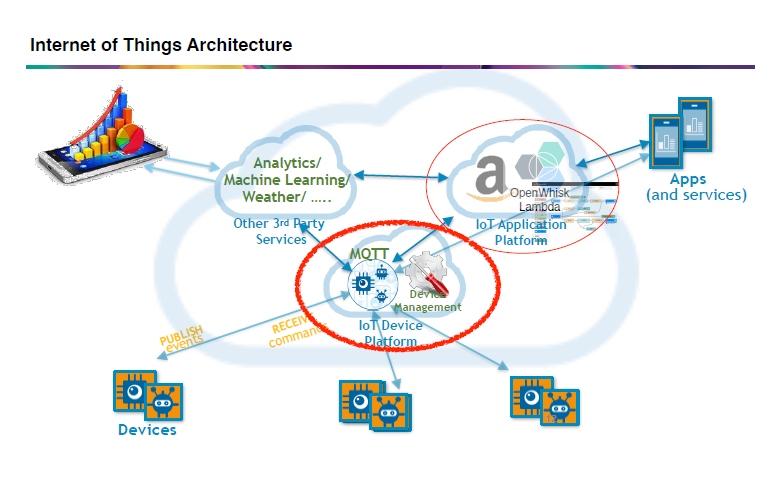 Internet of Things Architecture
Analytics/
Machine Learning/
Weather/ .....
Other 3rd Party
Services
a
OpenWhisk
Lambda
IoT Application
Platform
Apps
(and services)
MQTT
Device
Management
IoT Device
Platform
PUBLISH
events
RECEIVE
commands
Devices